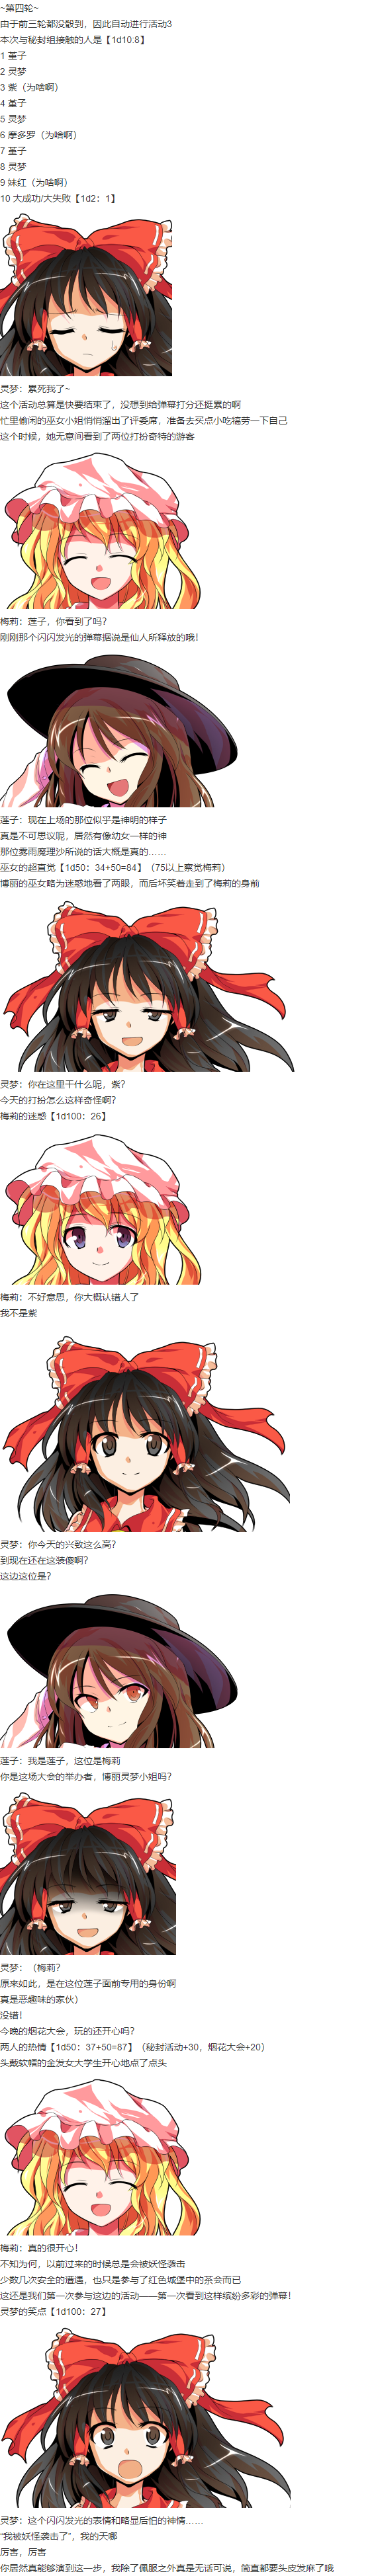 ~第四轮~
由于前三轮都没骰到，因此自动进行活动3
本次与秘封组接触的人是【1d10:8】
1 堇子
2 灵梦
3 紫（为啥啊）
4 堇子
5 灵梦
6 摩多罗（为啥啊）
7 堇子
8 灵梦
9 妹红（为啥啊）
10 大成功/大失败【1d2：1】
灵梦：累死我了~
这个活动总算是快要结束了，没想到给弹幕打分还挺累的啊
忙里偷闲的巫女小姐悄悄溜出了评委席，准备去买点小吃犒劳一下自己
这个时候，她无意间看到了两位打扮奇特的游客
梅莉：莲子，你看到了吗？
刚刚那个闪闪发光的弹幕据说是仙人所释放的哦！
莲子：现在上场的那位似乎是神明的样子
真是不可思议呢，居然有像幼女一样的神
那位雾雨魔理沙所说的话大概是真的……
巫女的超直觉【1d50：34+50=84】（75以上察觉梅莉）
博丽的巫女略为迷惑地看了两眼，而后坏笑着走到了梅莉的身前
灵梦：你在这里干什么呢，紫？
今天的打扮怎么这样奇怪啊？
梅莉的迷惑【1d100：26】
梅莉：不好意思，你大概认错人了
我不是紫
灵梦：你今天的兴致这么高？
到现在还在这装傻啊？
这边这位是？
莲子：我是莲子，这位是梅莉
你是这场大会的举办者，博丽灵梦小姐吗？
灵梦：（梅莉？
原来如此，是在这位莲子面前专用的身份啊
真是恶趣味的家伙）
没错！
今晚的烟花大会，玩的还开心吗？
两人的热情【1d50：37+50=87】（秘封活动+30，烟花大会+20）
头戴软帽的金发女大学生开心地点了点头
梅莉：真的很开心！
不知为何，以前过来的时候总是会被妖怪袭击
少数几次安全的遭遇，也只是参与了红色城堡中的茶会而已
这还是我们第一次参与这边的活动——第一次看到这样缤纷多彩的弹幕！
灵梦的笑点【1d100：27】
灵梦：这个闪闪发光的表情和略显后怕的神情……
“我被妖怪袭击了”，我的天哪
厉害，厉害
你居然真能够演到这一步，我除了佩服之外真是无话可说，简直都要头皮发麻了哦